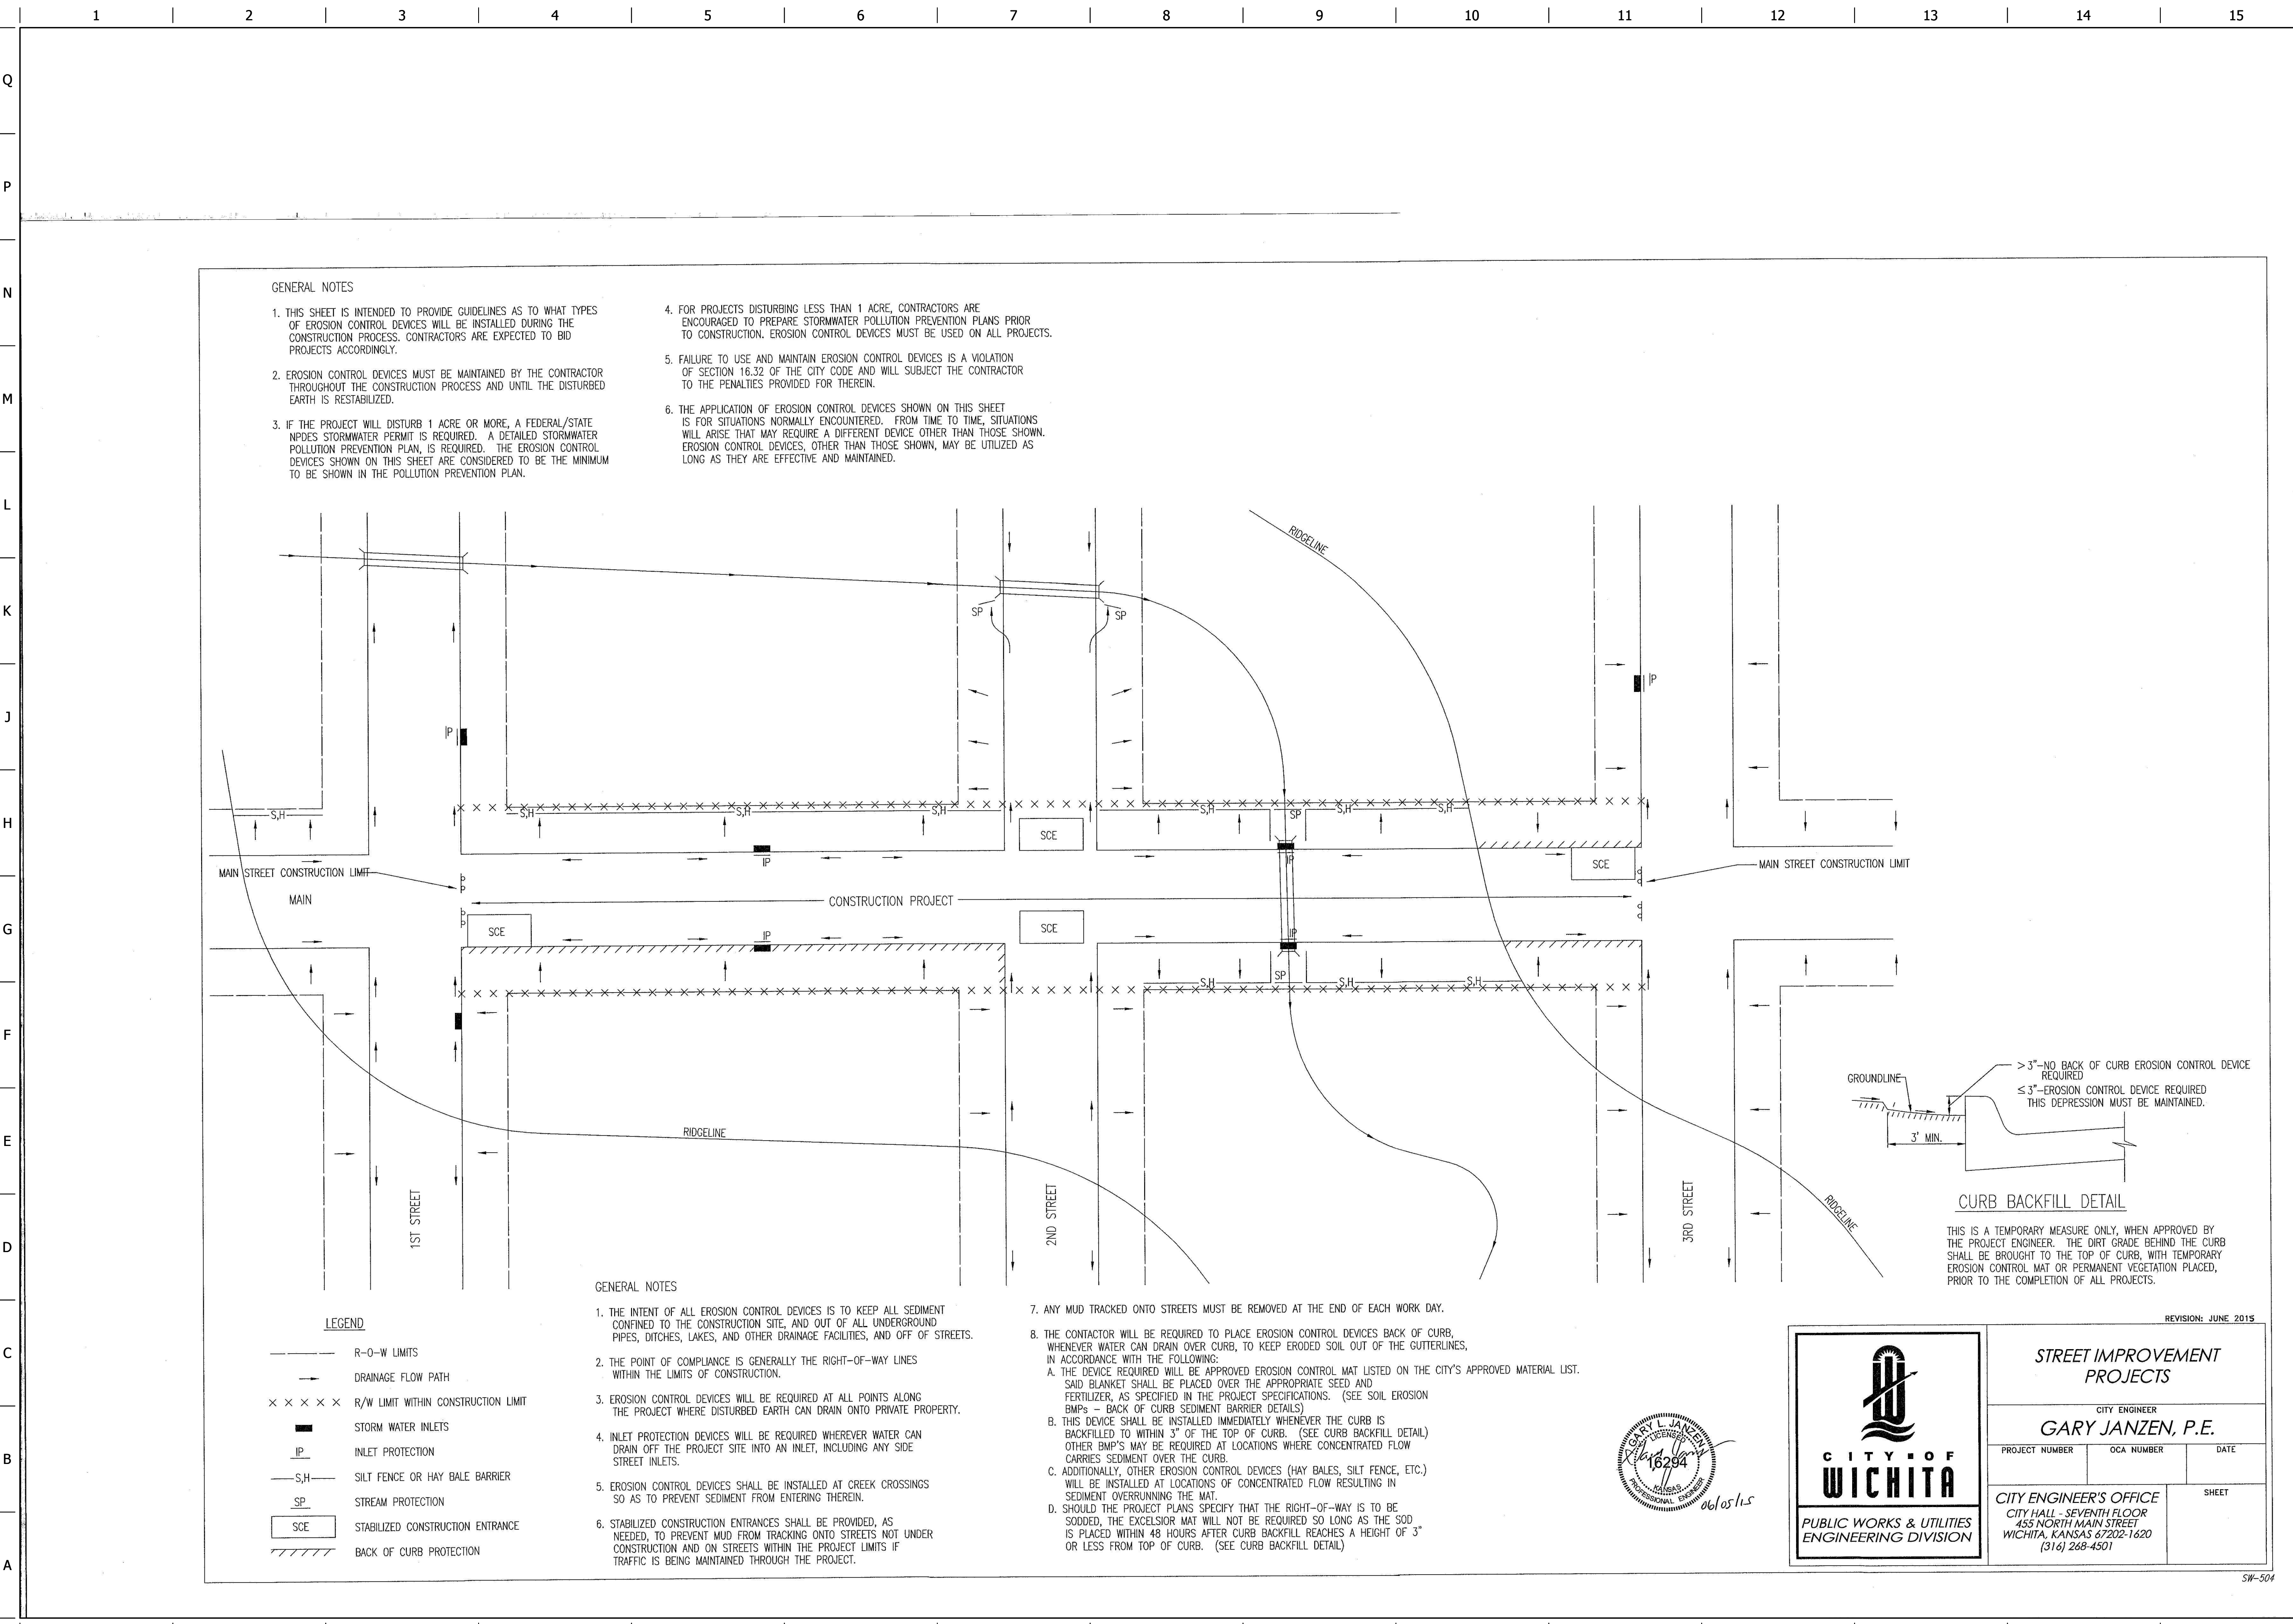 1 2 3 4 5 6 7 8 9 10 11 12 13 14 15
Q
P
N
M
L
K
J
H
G
F
E
D
C
B
A
GENERAL NOTES
1. THIS SHEET IS INTENDED TO PROVIDE GUIDELINES AS TO WHAT TYPES
OF EROSION CONTROL DEVICES WILL BE INSTALLED DURING THE
CONSTRUCTION PROCESS. CONTRACTORS ARE EXPECTED TO BID
PROJECTS ACCORDINGLY.
2. EROSION CONTROL DEVICES MUST BE MAINTAINED BY THE CONTRACTOR
THROUGHOUT THE CONSTRUCTION PROCESS AND UNTIL THE DISTURBED
EARTH IS RESTABILIZED.
3. IF THE PROJECT WILL DISTURB 1 ACRE OR MORE, A FEDERAL/STATE
NPDES STORMWATER PERMIT IS REQUIRED. A DETAILED STORMWATER
POLLUTION PREVENTION PLAN, IS REQUIRED. THE EROSION CONTROL
DEVICES SHOWN ON THIS SHEET ARE CONSIDERED TO BE THE MINIMUM
TO BE SHOWN IN THE POLLUTION PREVENTION PLAN.
4. FOR PROJECTS DISTURBING LESS THAN 1 ACRE, CONTRACTORS ARE
ENCOURAGED TO PREPARE STORMWATER POLLUTION PREVENTION PLANS PRIOR
TO CONSTRUCTION. EROSION CONTROL DEVICES MUST BE USED ON ALL PROJECTS.
5. FAILURE TO USE AND MAINTAIN EROSION CONTROL DEVICES IS A VIOLATION
OF SECTION 16.32 OF THE CITY CODE AND WILL SUBJECT THE CONTRACTOR
TO THE PENALTIES PROVIDED FOR THEREIN.
6. THE APPLICATION OF EROSION CONTROL DEVICES SHOWN ON THIS SHEET
IS FOR SITUATIONS NORMALLY ENCOUNTERED. FROM TIME TO TIME, SITUATIONS
WILL ARISE THAT MAY REQUIRE A DIFFERENT DEVICE OTHER THAN THOSE SHOWN.
EROSION CONTROL DEVICES, OTHER THAN THOSE SHOWN, MAY BE UTILIZED AS
LONG AS THEY ARE EFFECTIVE AND MAINTAINED.
RIDGELINE
SP
SP
IP
IP
S,H
S,H
S,H
S,H
S,H
SP
S,H
S,H
SCE
IP
IP
SCE
MAIN STREET CONSTRUCTION LIMIT
MAIN STREET CONSTRUCTION LIMIT
MAIN
CONSTRUCTION PROJECT
SCE
IP
SCE
IP
S,H
SP
S,H
S,H
RIDGELINE
1ST STREET
2ND STREET
3RD STREET
RIDGELINE
>3"-NO BACK OF CURB EROSION CONTROL DEVICE
REQUIRED
≤3"-EROSION CONTROL DEVICE REQUIRED
THIS DEPRESSION MUST BE MAINTAINED.
GROUNDLINE
3' MIN.
CURB BACKFILL DETAIL
THIS IS A TEMPORARY MEASURE ONLY, WHEN APPROVED BY
THE PROJECT ENGINEER. THE DIRT GRADE BEHIND THE CURB
SHALL BE BROUGHT TO THE TOP OF CURB, WITH TEMPORARY
EROSION CONTROL MAT OR PERMANENT VEGETATION PLACED,
PRIOR TO THE COMPLETION OF ALL PROJECTS.
LEGEND
R-O-W LIMITS
DRAINAGE FLOW PATH
R/W LIMIT WITHIN CONSTRUCTION LIMIT
STORM WATER INLETS
IP INLET PROTECTION
S,H SILT FENCE OR HAY BALE BARRIER
SP STREAM PROTECTION
SCE STABILIZED CONSTRUCTION ENTRANCE
BACK OF CURB PROTECTION
GENERAL NOTES
1. THE INTENT OF ALL EROSION CONTROL DEVICES IS TO KEEP ALL SEDIMENT
CONFINED TO THE CONSTRUCTION SITE, AND OUT OF ALL UNDERGROUND
PIPES, DITCHES, LAKES, AND OTHER DRAINAGE FACILITIES, AND OFF OF STREETS.
2. THE POINT OF COMPLIANCE IS GENERALLY THE RIGHT-OF-WAY LINES
WITHIN THE LIMITS OF CONSTRUCTION.
3. EROSION CONTROL DEVICES WILL BE REQUIRED AT ALL POINTS ALONG
THE PROJECT WHERE DISTURBED EARTH CAN DRAIN ONTO PRIVATE PROPERTY.
4. INLET PROTECTION DEVICES WILL BE REQUIRED WHEREVER WATER CAN
DRAIN OFF THE PROJECT SITE INTO AN INLET, INCLUDING ANY SIDE
STREET INLETS.
5. EROSION CONTROL DEVICES SHALL BE INSTALLED AT CREEK CROSSINGS
SO AS TO PREVENT SEDIMENT FROM ENTERING THEREIN.
6. STABILIZED CONSTRUCTION ENTRANCES SHALL BE PROVIDED, AS
NEEDED, TO PREVENT MUD FROM TRACKING ONTO STREETS NOT UNDER
CONSTRUCTION AND ON STREETS WITHIN THE PROJECT LIMITS IF
TRAFFIC IS BEING MAINTAINED THROUGH THE PROJECT.
7. ANY MUD TRACKED ONTO STREETS MUST BE REMOVED AT THE END OF EACH WORK DAY.
8. THE CONTACTOR WILL BE REQUIRED TO PLACE EROSION CONTROL DEVICES BACK OF CURB,
WHENEVER WATER CAN DRAIN OVER CURB, TO KEEP ERODED SOIL OUT OF THE GUTTERLINES,
IN ACCORDANCE WITH THE FOLLOWING:
A. THE DEVICE REQUIRED WILL BE APPROVED EROSION CONTROL MAT LISTED ON THE CITY'S APPROVED MATERIAL LIST.
SAID BLANKET SHALL BE PLACED OVER THE APPROPRIATE SEED AND
FERTILIZER, AS SPECIFIED IN THE PROJECT SPECIFICATIONS. (SEE SOIL EROSION
BMPs - BACK OF CURB SEDIMENT BARRIER DETAILS)
B. THIS DEVICE SHALL BE INSTALLED IMMEDIATELY WHENEVER THE CURB IS
BACKFILLED TO WITHIN 3" OF THE TOP OF CURB. (SEE CURB BACKFILL DETAIL)
OTHER BMP'S MAY BE REQUIRED AT LOCATIONS WHERE CONCENTRATED FLOW
CARRIES SEDIMENT OVER THE CURB.
C. ADDITIONALLY, OTHER EROSION CONTROL DEVICES (HAY BALES, SILT FENCE, ETC.)
WILL BE INSTALLED AT LOCATIONS OF CONCENTRATED FLOW RESULTING IN
SEDIMENT OVERRUNNING THE MAT.
D. SHOULD THE PROJECT PLANS SPECIFY THAT THE RIGHT-OF-WAY IS TO BE
SODDED, THE EXCELSIOR MAT WILL NOT BE REQUIRED SO LONG AS THE SOD
IS PLACED WITHIN 48 HOURS AFTER CURB BACKFILL REACHES A HEIGHT OF 3"
OR LESS FROM TOP OF CURB. (SEE CURB BACKFILL DETAIL)
GARY L. JANZEN
LICENSED
16294
KANSAS
PROFESSIONAL ENGINEER
06/05/15
REVISION: JUNE 2015
CITY OF
WICHITA
PUBLIC WORKS & UTILITIES
ENGINEERING DIVISION
STREET IMPROVEMENT
PROJECTS
CITY ENGINEER
GARY JANZEN, P.E.
PROJECT NUMBER OCA NUMBER DATE
CITY ENGINEER'S OFFICE
CITY HALL - SEVENTH FLOOR
455 NORTH MAIN STREET
WICHITA, KANSAS 67202-1620
(316) 268-4501
SHEET
SW-504